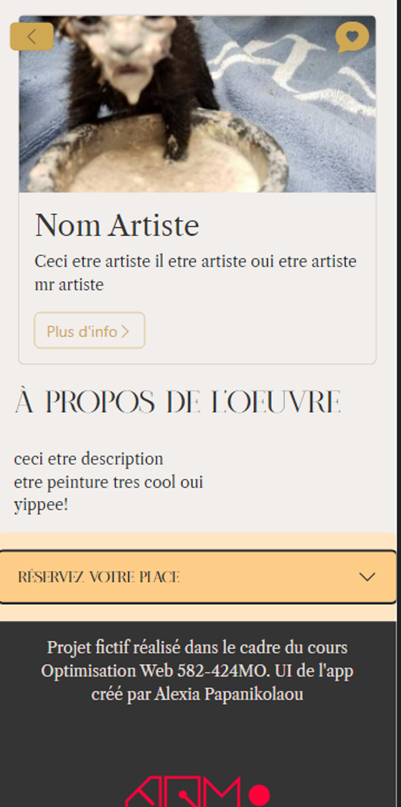 Nom Artiste
Ceci etre artiste il etre artiste oui etre artiste
mr artiste
Plus d'info
À PROPOS DE L'OEUVRE
ceci etre description
etre peinture tres cool oui
yippee!
RÉSERVEZ VOTRE PLACE
Projet fictif réalisé dans le cadre du cours
Optimisation Web 582-424MO. UI de l'app
créé par Alexia Papanikolaou